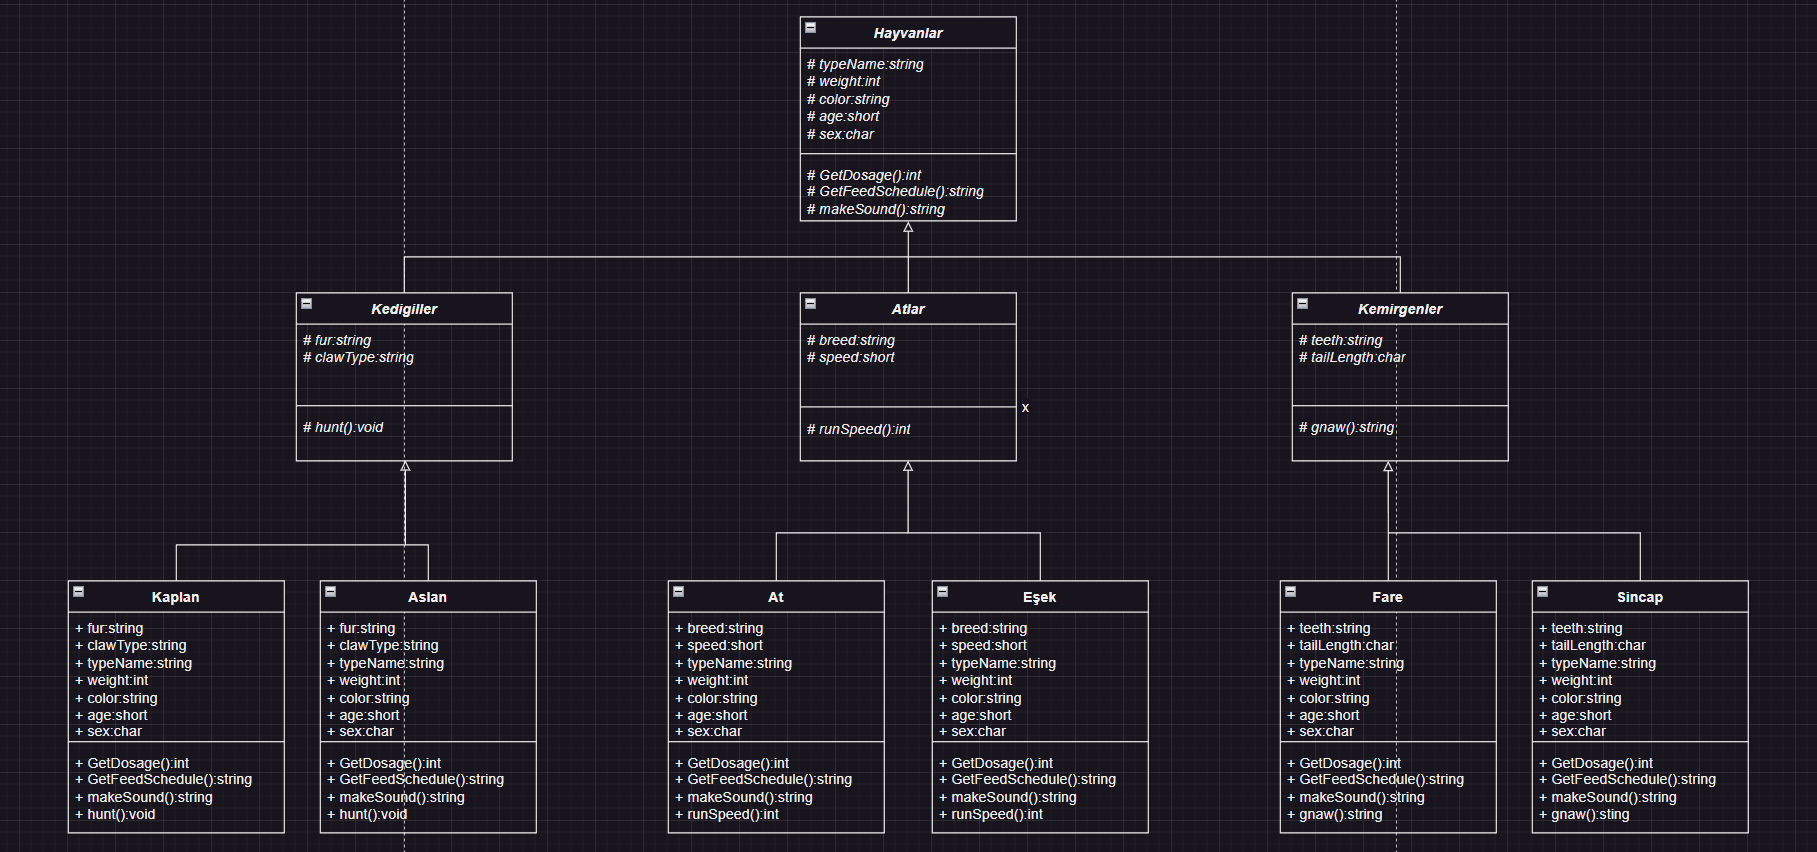 Hayvanlar
# typeName:string
# weight:int
# color:string
# age:short
# sex:char
# GetDosage():int
# GetFeedSchedule():string
# makeSound():string
Kedigiller
# fur:string
# clawType:string
# hunt():void
Atlar
# breed:string
# speed:short
x
# runSpeed():int
Kemirgenler
# teeth:string
# tailLength:char
# gnaw():string
Kaplan
+ fur:string
+ clawType:string
+ typeName:string
+ weight:int
+ color:string
+ age:short
+ sex:char
+ GetDosage():int
+ GetFeedSchedule():string
+ makeSound():string
+ hunt():void
Aslan
+ fur:string
+ clawType:string
+ typeName:string
+ weight:int
+ color:string
+ age:short
+ sex:char
+ GetDosage():int
+ GetFeedSchedule():string
+ makeSound():string
+ hunt():void
At
+ breed:string
+ speed:short
+ typeName:string
+ weight:int
+ color:string
+ age:short
+ sex:char
+ GetDosage():int
+ GetFeedSchedule():string
+ makeSound():string
+ runSpeed():int
Eşek
+ breed:string
+ speed:short
+ typeName:string
+ weight:int
+ color:string
+ age:short
+ sex:char
+ GetDosage():int
+ GetFeedSchedule():string
+ makeSound():string
+ runSpeed():int
Fare
+ teeth:string
+ tailLength:char
+ typeName:string
+ weight:int
+ color:string
+ age:short
+ sex:char
+ GetDosage():int
+ GetFeedSchedule():string
+ makeSound():string
+ gnaw():string
Sincap
+ teeth:string
+ tailLength:char
+ typeName:string
+ weight:int
+ color:string
+ age:short
+ sex:char
+ GetDosage():int
+ GetFeedSchedule():string
+ makeSound():string
+ gnaw():sting